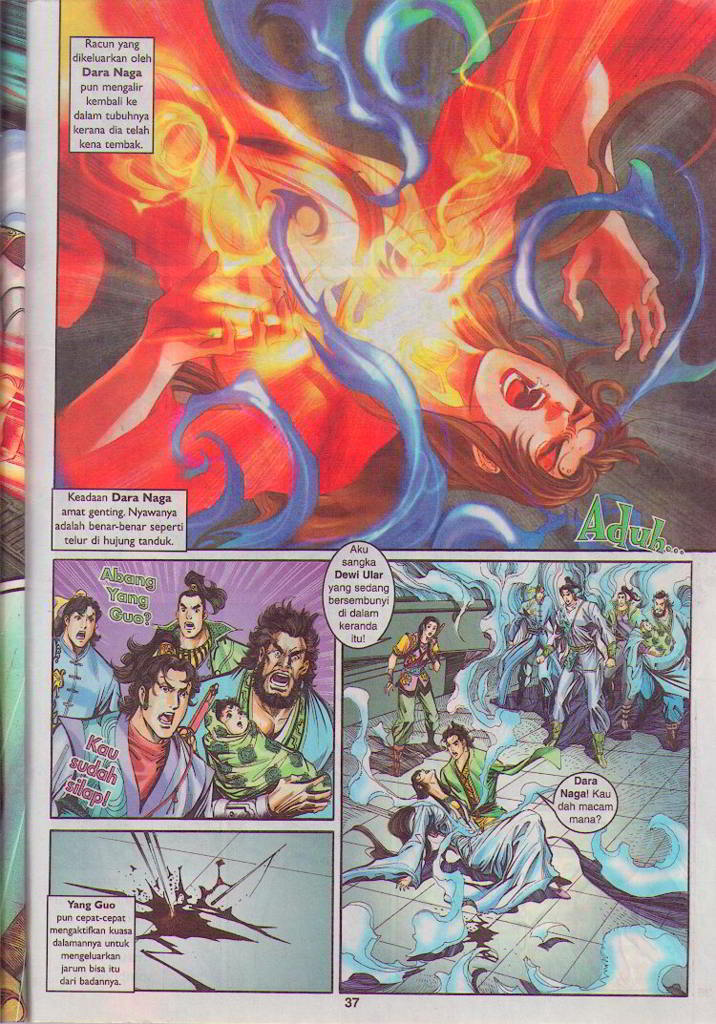 Racun yang
dikeluarkan oleh
Dara Naga
pun mengalir
kembali ke
dalam tubuhnya
kerana dia telah
kena tembak.
Keadaan Dara Naga
amat genting. Nyawanya
adalah benar-benar seperti
telur di hujung tanduk.
Aduh...
Abang
Yang
Guo?
Kau
sudah
silap!
Aku
sangka
Dewi Ular
yang sedang
bersembunyi
di dalam
keranda
itu!
Dara
Naga! Kau
dah macam
mana?
Yang Guo
pun cepat-cepat
mengaktifkan kuasa
dalamannya untuk
mengeluarkan
jarum bisa itu
dari badannya.
37